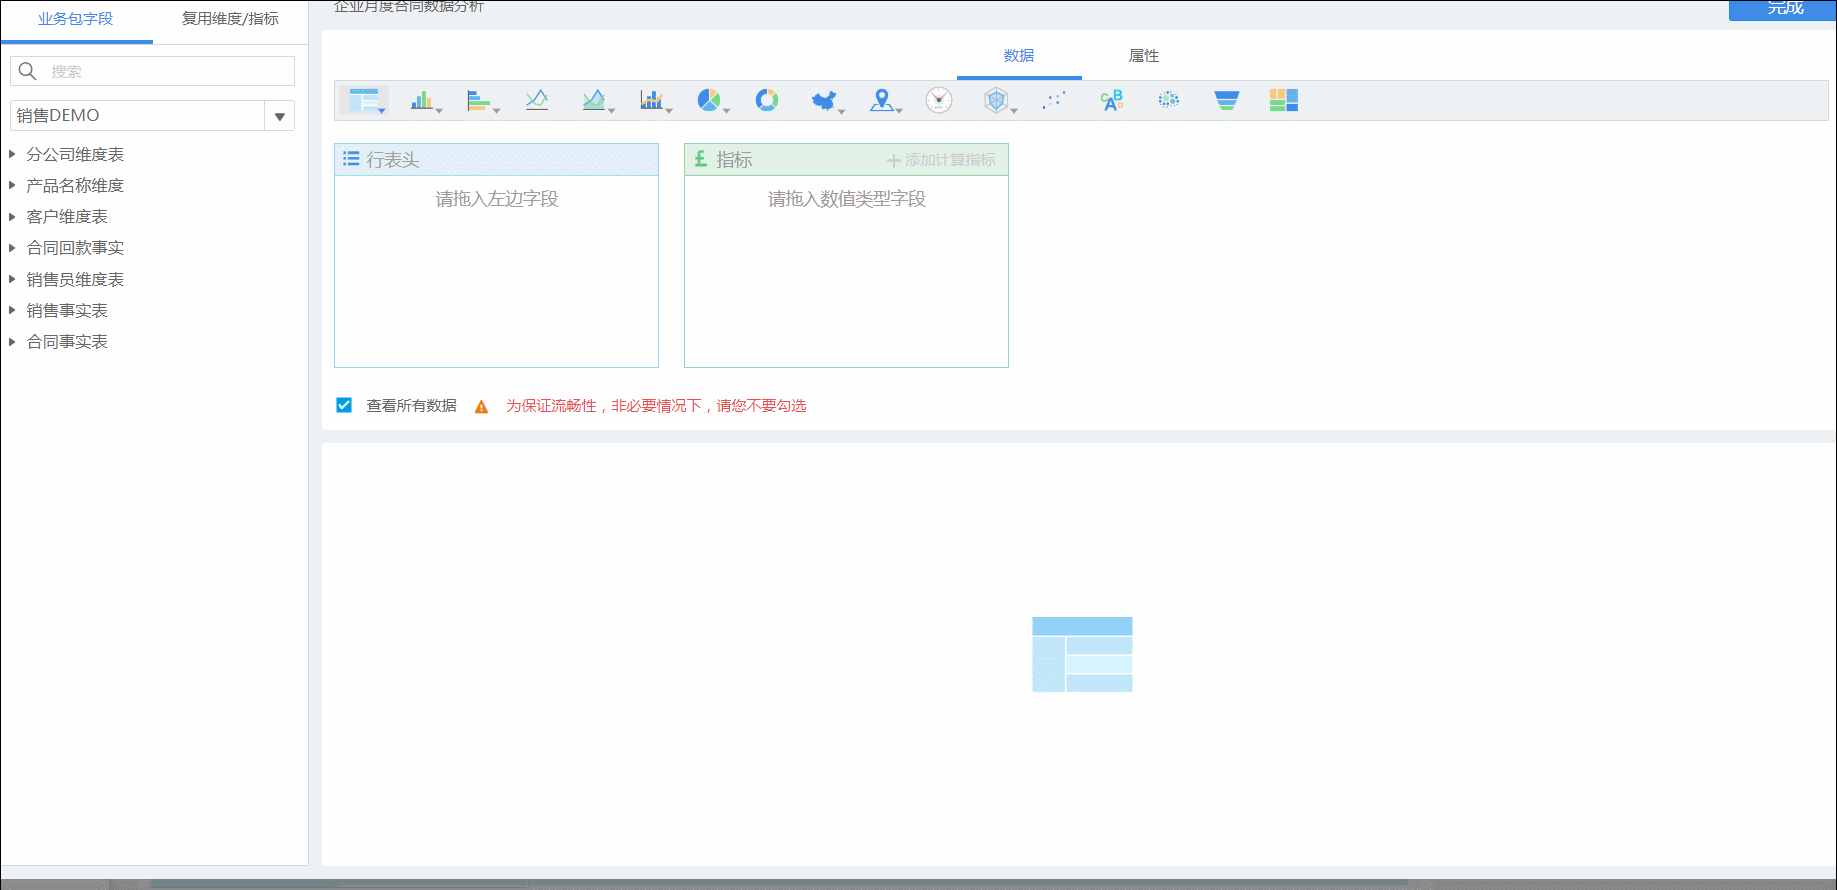 业务包字段
复用维度/指标
搜索
销售DEMO
分公司维度表
产品名称维度
客户维度表
合同回款事实
销售员维度表
销售事实表
合同事实表
企业月度合同数据分析
完成
数据
属性
行表头
请拖入左边字段
指标
添加计算指标
请拖入数值类型字段
查看所有数据
为保证流畅性，非必要情况下，请您不要勾选